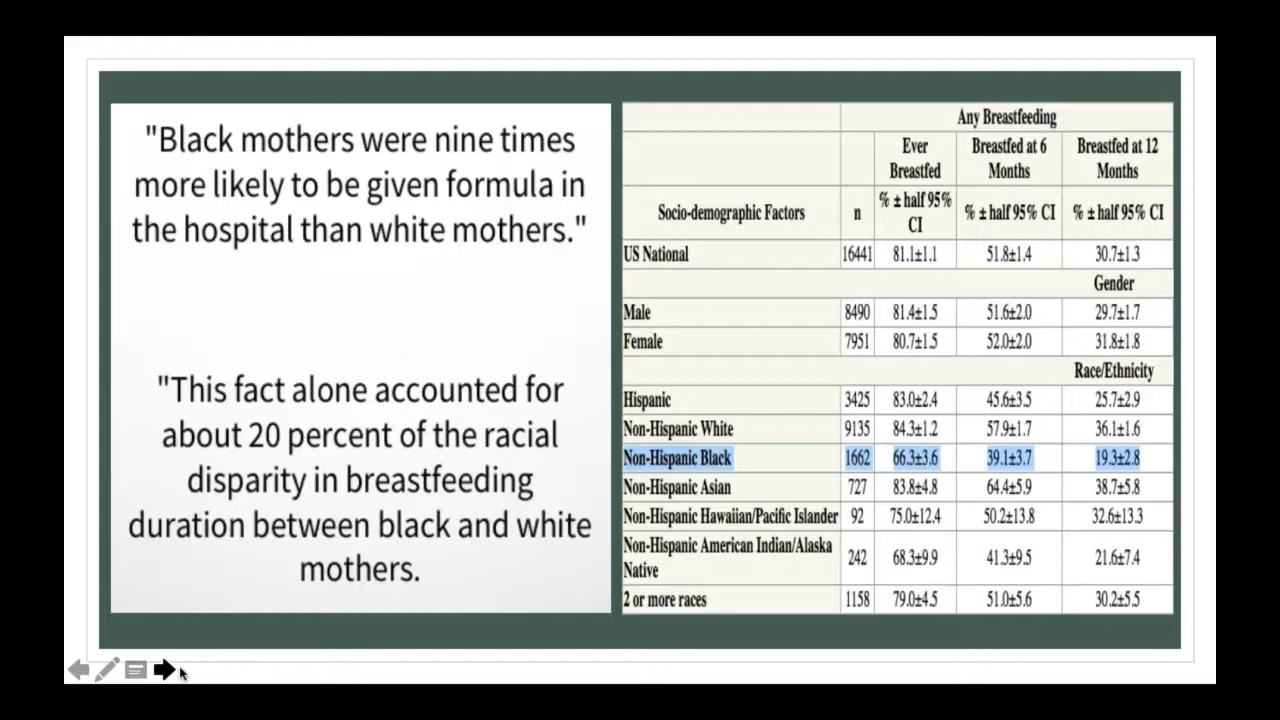 "Black mothers were nine times
more likely to be given formula in
the hospital than white mothers."
"This fact alone accounted for
about 20 percent of the racial
disparity in breastfeeding
duration between black and white
mothers.
Any Breastfeeding
Ever Breastfed Breastfed at 6 Months Breastfed at 12 Months
Socio-demographic Factors n % ± half 95% CI % ± half 95% CI % ± half 95% CI
US National 16441 81.1±1.1 51.8±1.4 30.7±1.3
Gender
Male 8490 81.4±1.5 51.6±2.0 29.7±1.7
Female 7951 80.7±1.5 52.0±2.0 31.8±1.8
Race/Ethnicity
Hispanic 3425 83.0±2.4 45.6±3.5 25.7±2.9
Non-Hispanic White 9135 84.3±1.2 57.9±1.7 36.1±1.6
Non-Hispanic Black 1662 66.3±3.6 39.1±3.7 19.3±2.8
Non-Hispanic Asian 727 83.8±4.8 64.4±5.9 38.7±5.8
Non-Hispanic Hawaiian/Pacific Islander 92 75.0±12.4 50.2±13.8 32.6±13.3
Non-Hispanic American Indian/Alaska Native 242 68.3±9.9 41.3±9.5 21.6±7.4
2 or more races 1158 79.0±4.5 51.0±5.6 30.2±5.5